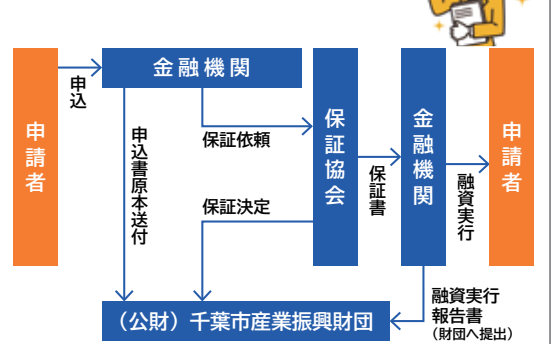 申請者
申込
金融機関
申込書原本送付
保証依頼
保証決定
保証協会
保証書
金融機関
融資実行
申請者
融資実行
報告書
(財団へ提出)
(公財)千葉市産業振興財団